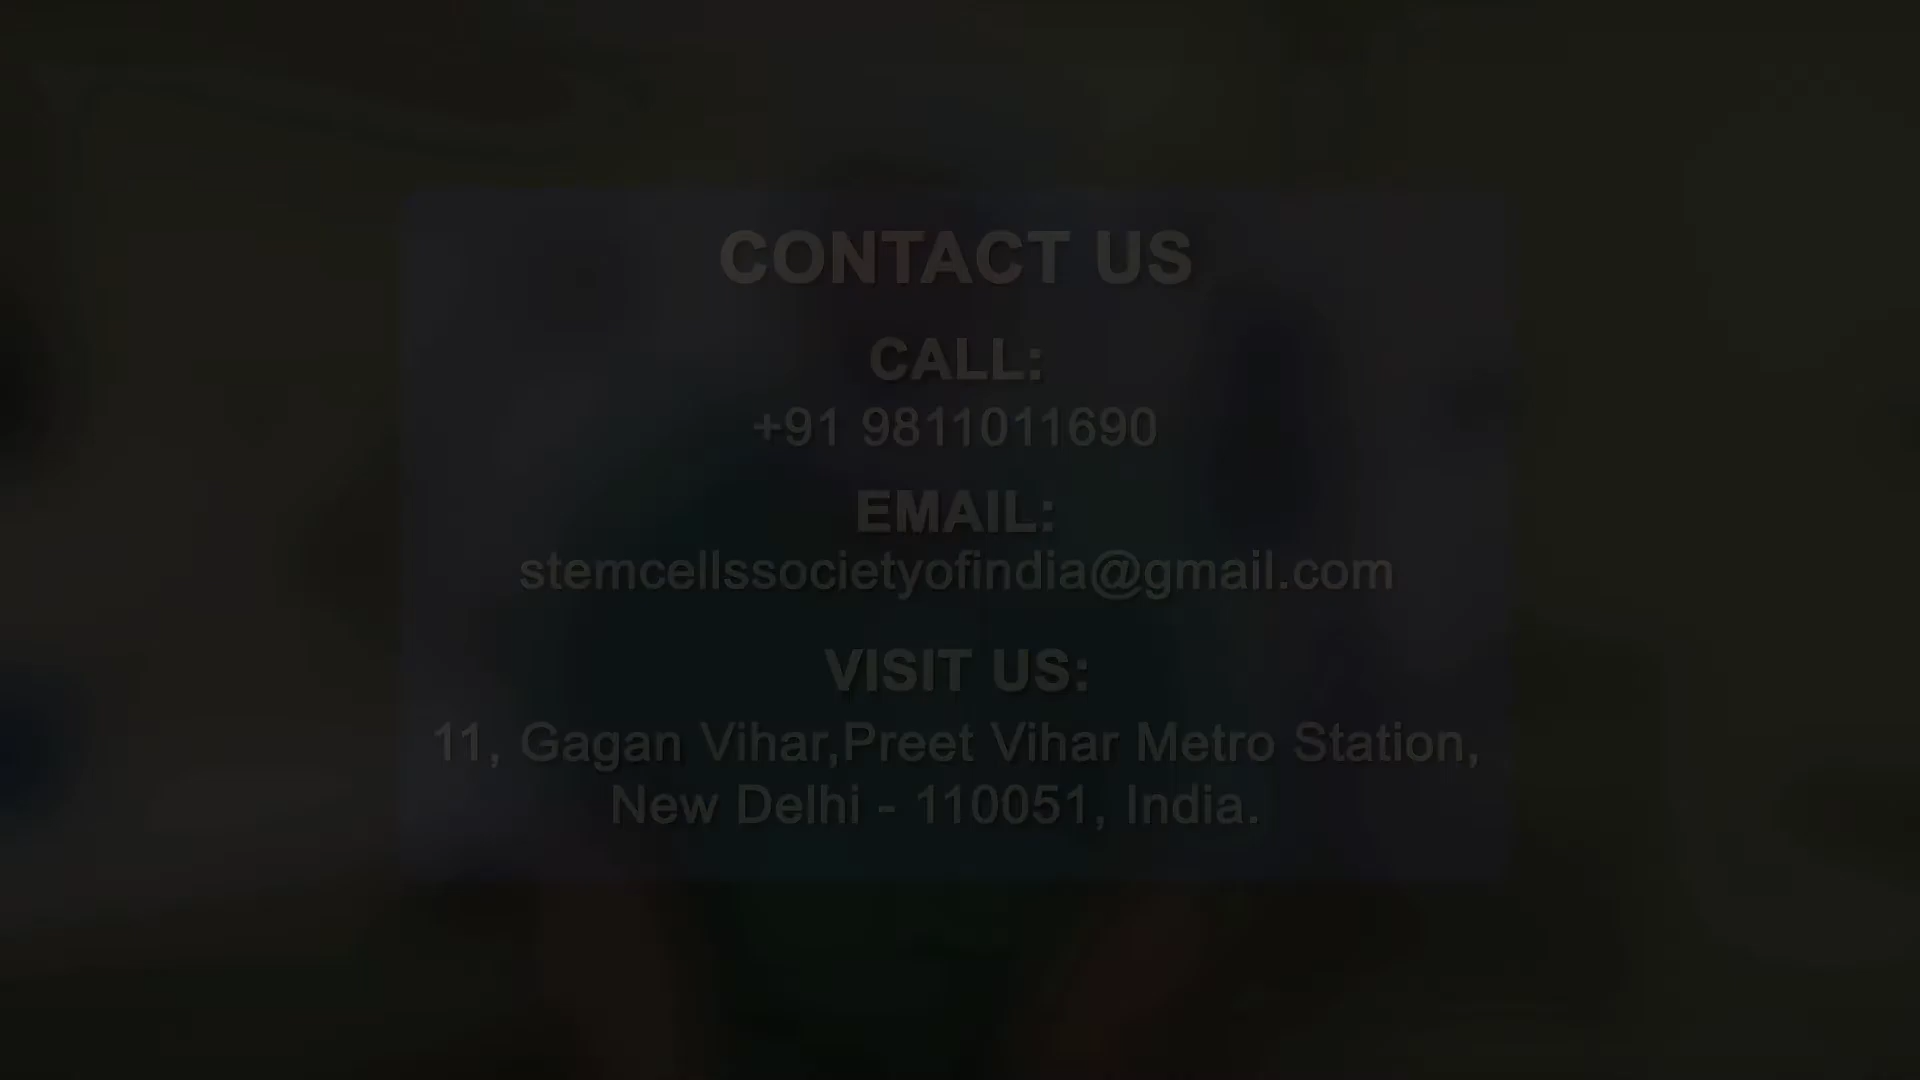 CONTACT US
CALL:
+91 9811011690
EMAIL:
stemcellssocietyofindia@gmail.com
VISIT US:
11, Gagan Vihar,Preet Vihar Metro Station,
New Delhi - 110051, India.